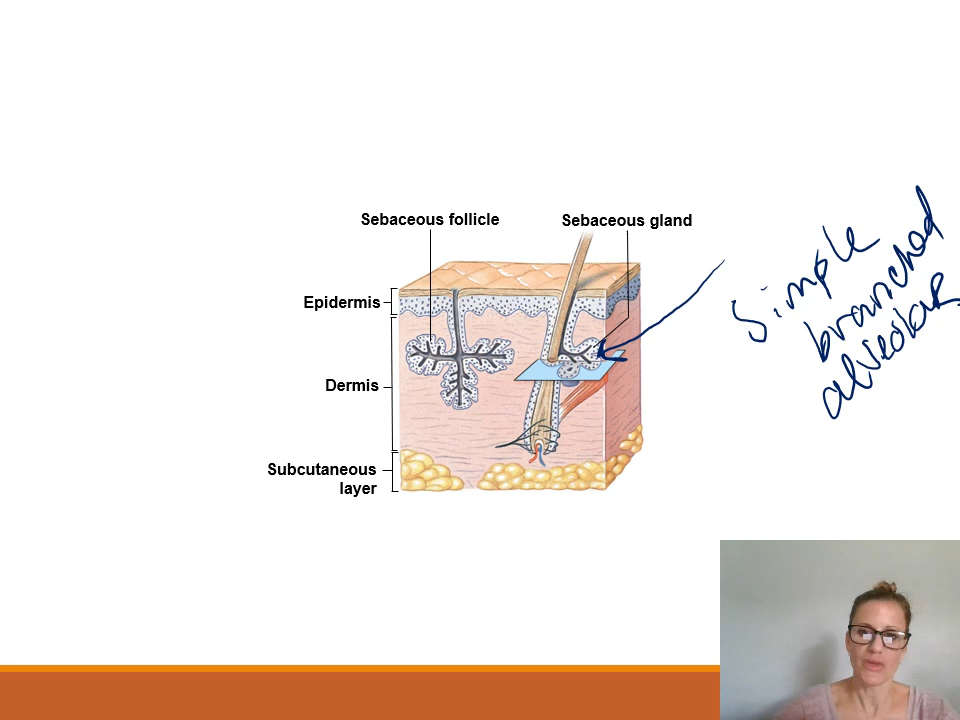 Sebaceous follicle
Sebaceous gland
Epidermis
Dermis
Subcutaneous
layer
Simple
branched
alveolar